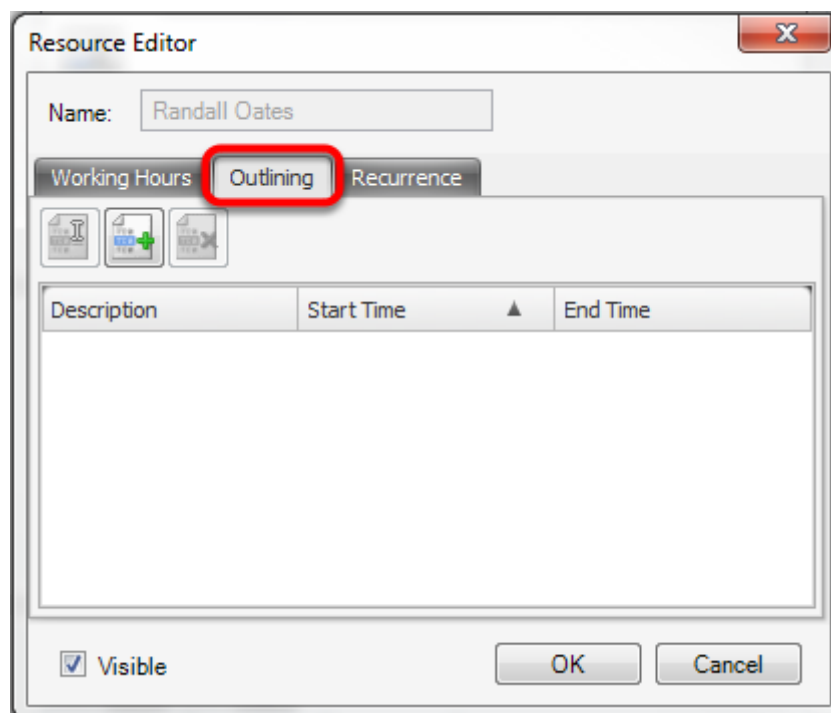 Resource Editor
Name: Randall Oates
Working Hours Outlining Recurrence
Description Start Time End Time
Visible OK Cancel